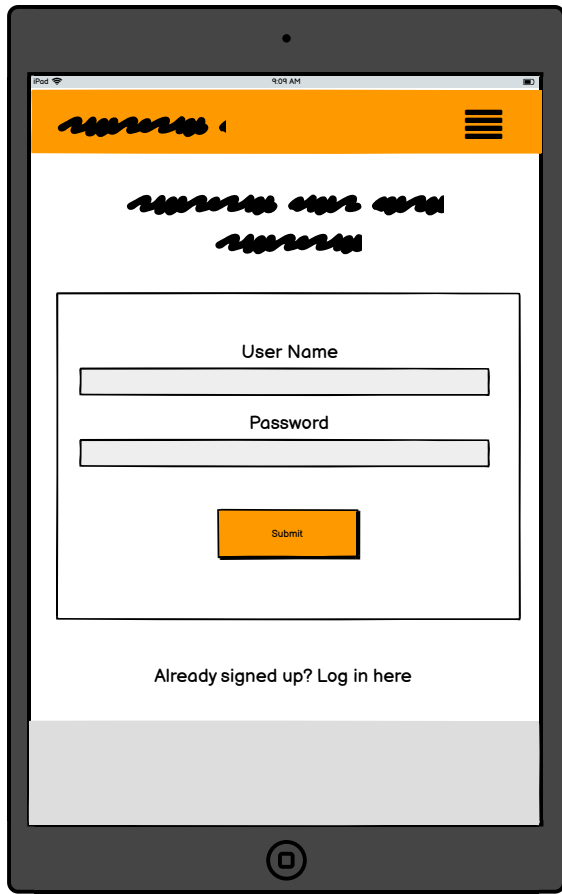 iPad 9:09 AM
User Name
Password
Submit
Already signed up? Log in here